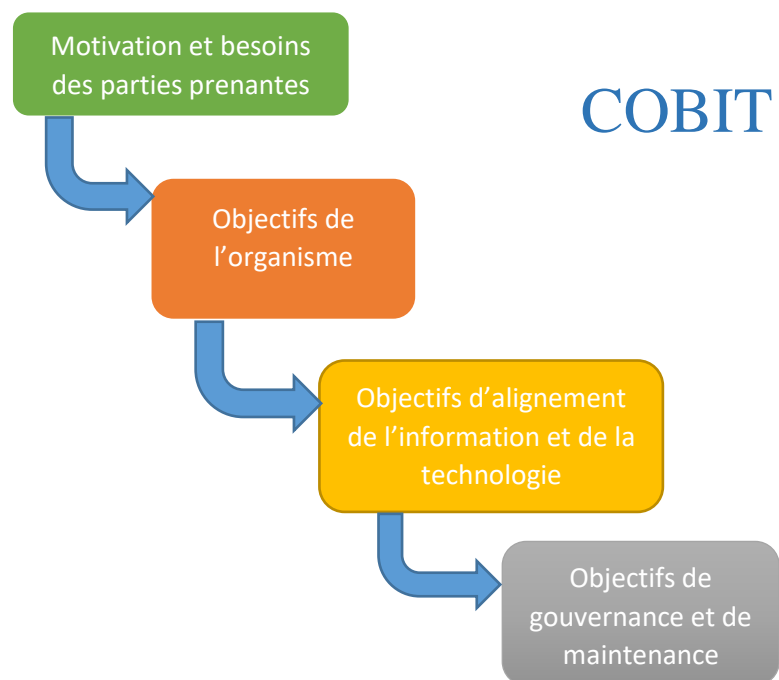 Motivation et besoins
des parties prenantes
COBIT
Objectifs de
l’organisme
Objectifs d’alignement
de l’information et de la
technologie
Objectifs de
gouvernance et de
maintenance